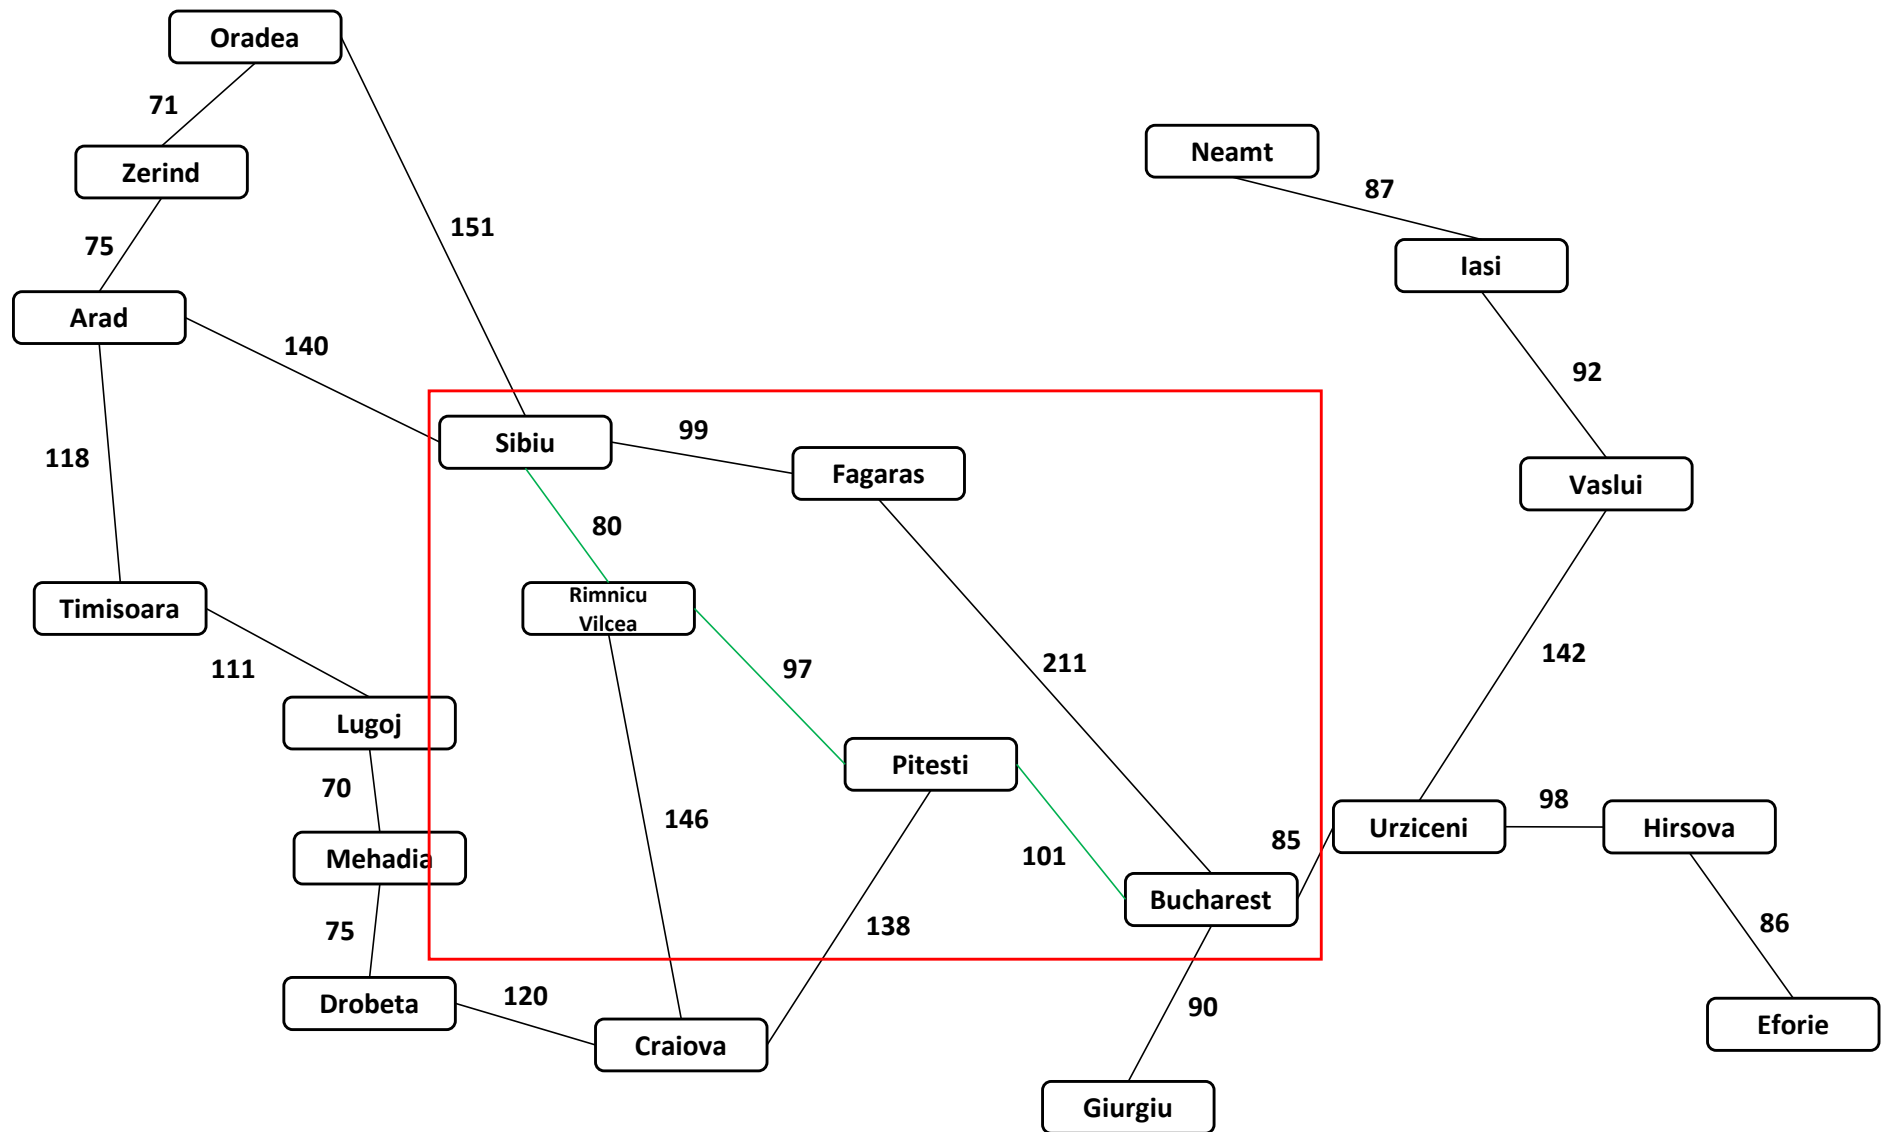 Oradea
71
Zerind
Neamt
87
151
75
Iasi
Arad
140
92
118
Sibiu
99
Fagaras
Vaslui
80
Rimnicu
Vilcea
Timisoara
111
97
211
142
Lugoj
Pitesti
70
146
98
Urziceni
Hirsova
85
Mehadia
101
Bucharest
75
138
86
Drobeta
120
90
Eforie
Craiova
Giurgiu